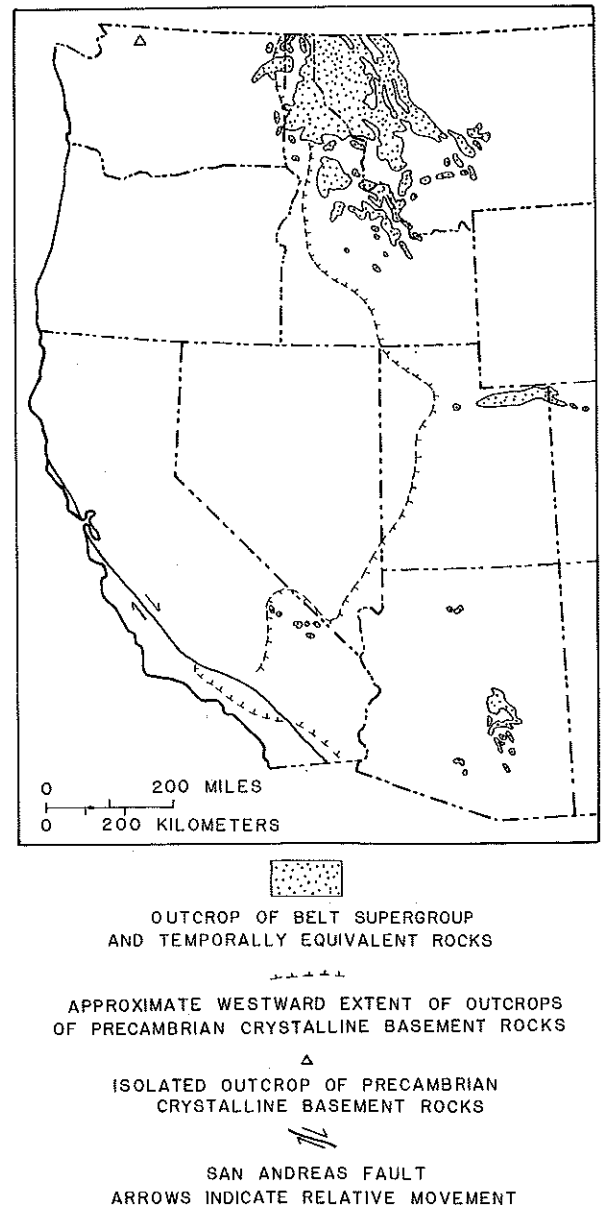 0 200 MILES
0 200 KILOMETERS
OUTCROP OF BELT SUPERGROUP
AND TEMPORALLY EQUIVALENT ROCKS
APPROXIMATE WESTWARD EXTENT OF OUTCROPS
OF PRECAMBRIAN CRYSTALLINE BASEMENT ROCKS
ISOLATED OUTCROP OF PRECAMBRIAN
CRYSTALLINE BASEMENT ROCKS
SAN ANDREAS FAULT
ARROWS INDICATE RELATIVE MOVEMENT